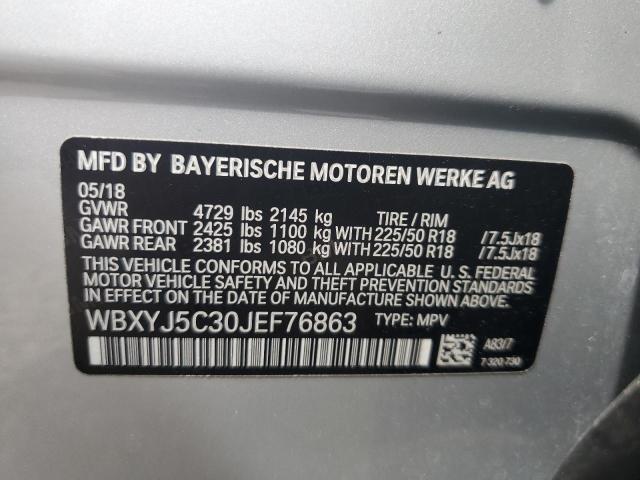 MFD BY BAYERISCHE MOTOREN WERKE AG
05/18
GVWR 4729 lbs 2145 kg TIRE / RIM
GAWR FRONT 2425 lbs 1100 kg WITH 225/50 R18 /7.5Jx18
GAWR REAR 2381 lbs 1080 kg WITH 225/50 R18 /7.5Jx18
THIS VEHICLE CONFORMS TO ALL APPLICABLE U. S. FEDERAL
MOTOR VEHICLE SAFETY AND THEFT PREVENTION
STANDARDS IN EFFECT ON THE DATE OF MANUFACTURE
WBXYJ5C30JEF76863 TYPE: MPV
A83/7
7 320 730